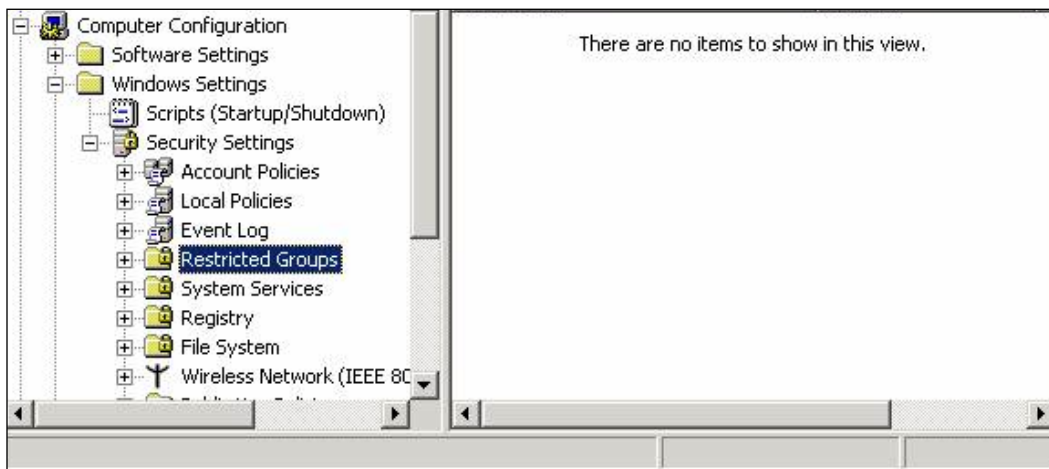 Computer Configuration
Software Settings
Windows Settings
Scripts (Startup/Shutdown)
Security Settings
Account Policies
Local Policies
Event Log
Restricted Groups
System Services
Registry
File System
Wireless Network (IEEE 80
There are no items to show in this view.